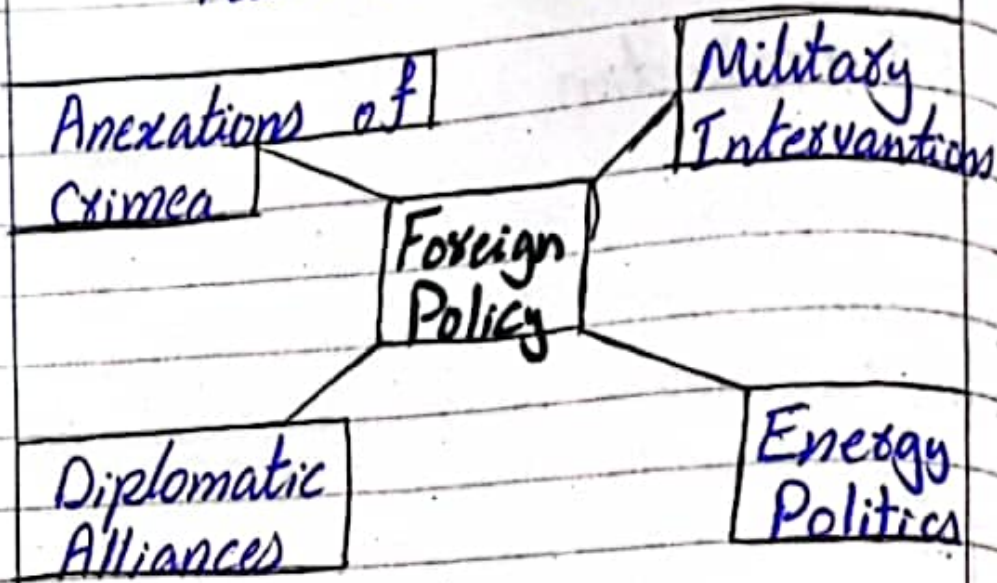 Anexations of
Crimea
Military
Intervantions
Foreign
Policy
Diplomatic
Alliances
Energy
Politics